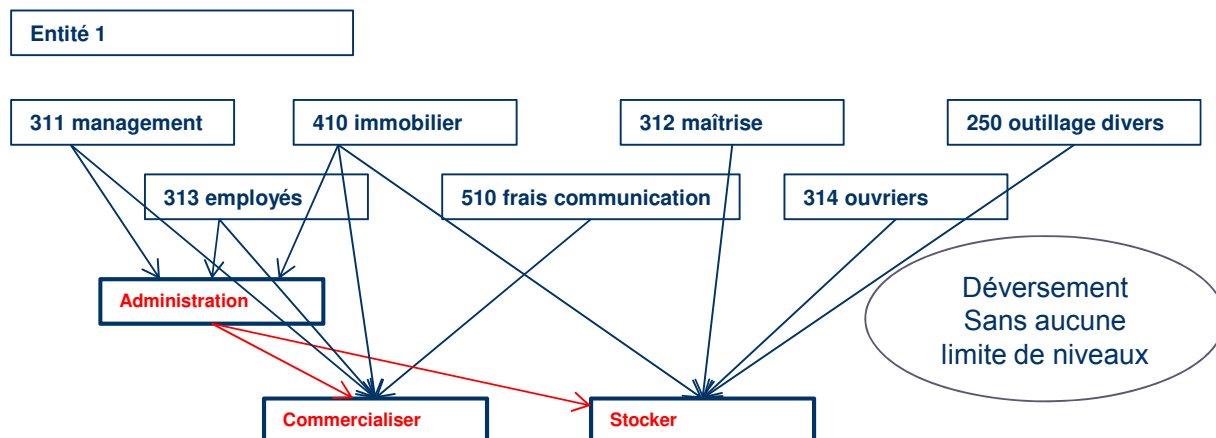 Entité 1
311 management
410 immobilier
312 maîtrise
250 outillage divers
313 employés
510 frais communication
314 ouvriers
Administration
Déversement
Sans aucune
limite de niveaux
Commercialiser
Stocker